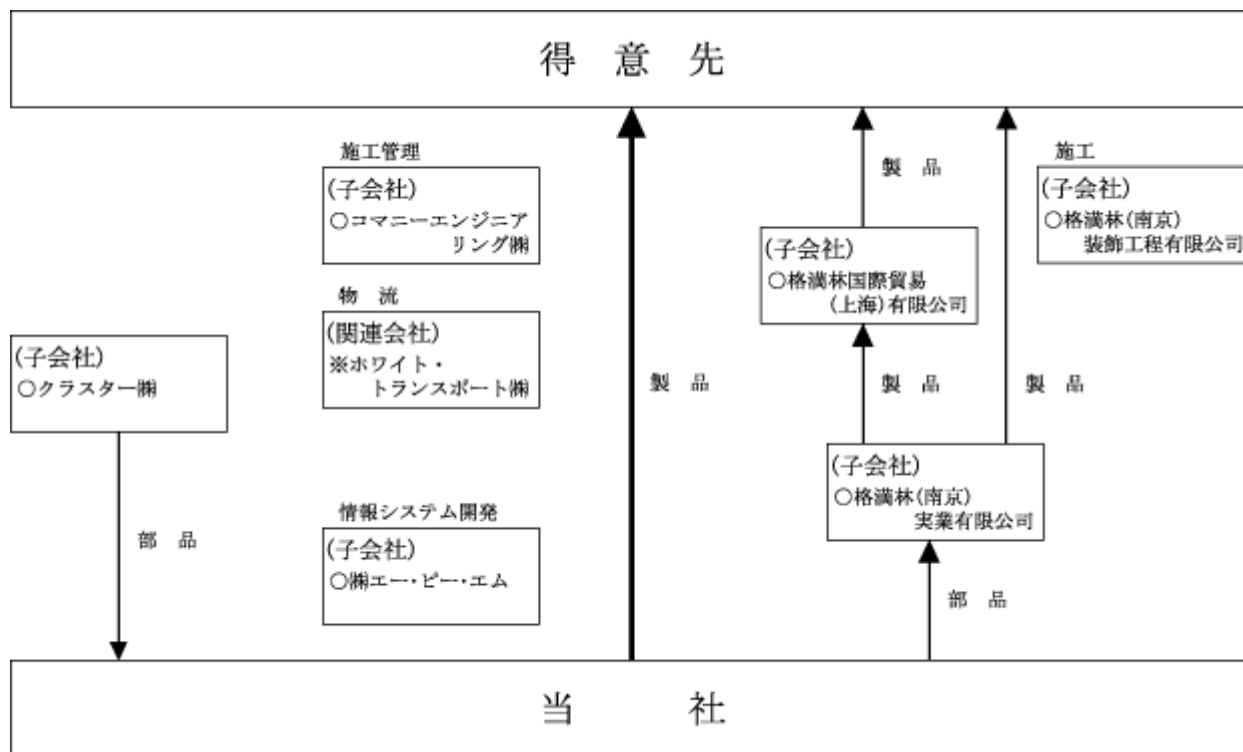 得 意 先
施工管理
(子会社)
○コマニーエンジニア
リング㈱
物 流
(関連会社)
※ホワイト・
トランスポート㈱
(子会社)
○クラスター㈱
部 品
情報システム開発
(子会社)
○㈱エー・ピー・エム
製 品
製 品
(子会社)
○格満林国際貿易
(上海)有限公司
製 品
製 品
施工
(子会社)
○格満林(南京)
装飾工程有限公司
(子会社)
○格満林(南京)
実業有限公司
部 品
当 社